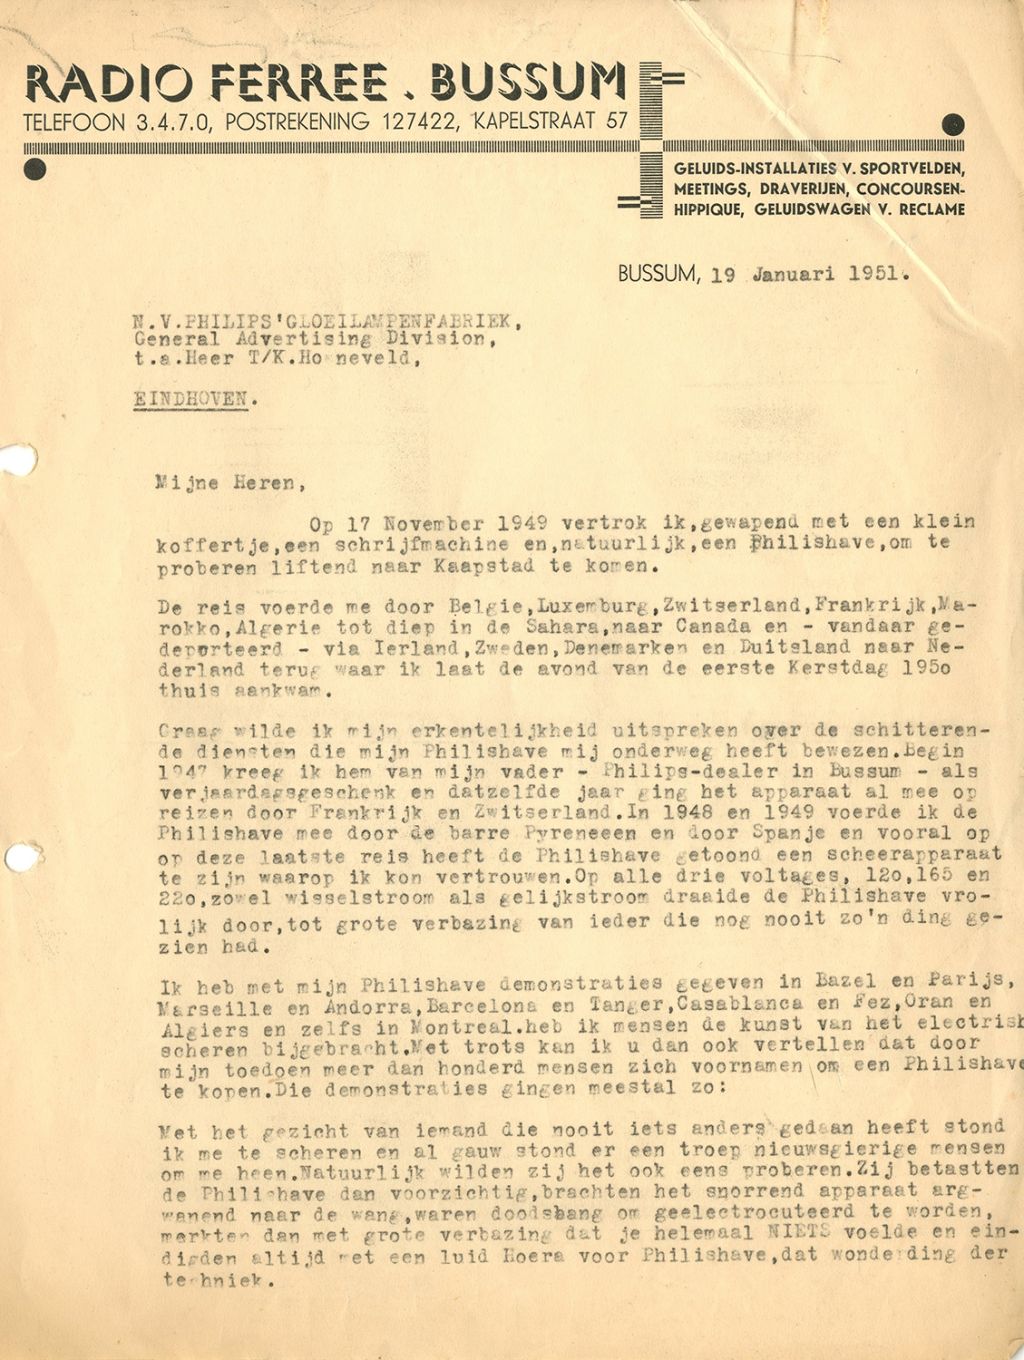 RADIO FERREE . BUSSUM
TELEFOON 3.4.7.0, POSTREKENING 127422, KAPELSTRAAT 57
GELUIDS-INSTALLATIES V. SPORTVELDEN,
MEETINGS, DRAVERIJEN, CONCOURSEN-
HIPPIQUE, GELUIDSWAGEN V. RECLAME
BUSSUM, 19 Januari 1951.
N.V.PHILIPS'GLOEILAMPENFABRIEK,
General Advertising Division,
t.a.Heer T/K.
EINDHOVEN.
Mijne Heren,
Op 17 November 1949 vertrok ik,gewapend met een klein
koffertje,een schrijfmachine en,natuurlijk,een Philishave,om te
proberen liftend naar Kaapstad te komen.
De reis voerde me door Belgie,Luxemburg,Zwitserland,Frankrijk,Ma-
rokko,Algerie tot diep in de Sahara,naar Canada en - vandaar ge-
deporteerd - via Ierland,Zweden,Denemarken en Duitsland naar Ne-
derland terug waar ik laat de avond van de eerste Kerstdag 195o
thuis aankwam.
Graag wilde ik mijn erkentelijkheid uitspreken over de schitteren-
de diensten die mijn Philishave mij onderweg heeft bewezen.Begin
1947 kreeg ik hem van mijn vader - Philips-dealer in Bussum - als
verjaardagsgeschenk en datzelfde jaar ging het apparaat al mee op
reizen door Frankrijk en Zwitserland.In 1948 en 1949 voerde ik de
Philishave mee door de barre Pyreneeen en door Spanje en vooral op
op deze laatste reis heeft de Philishave getoond een scheerapparaat
te zijn waarop ik kon vertrouwen.Op alle drie voltages, 12o,165 en
22o,zowel wisselstroom als gelijkstroom draaide de Philishave vro-
lijk door,tot grote verbazing van ieder die nog nooit zo'n ding ge-
zien had.
Ik heb met mijn Philishave demonstraties gegeven in Bazel en Parijs,
Marseille en Andorra,Barcelona en Tanger,Casablanca en Fez,Oran en
Algiers en zelfs in Montreal.heb ik mensen de kunst van het electrish
scheren bijgebracht.Met trots kan ik u dan ook vertellen dat door
mijn toedoen meer dan honderd mensen zich voornamen om een Philishave
te kopen.Die demonstraties gingen meestal zo:
Met het gezicht van iemand die nooit iets anders gedaan heeft stond
ik me te scheren en al gauw stond er een troep nieuwsgierige mensen
om me heen.Natuurlijk wilden zij het ook eens proberen.Zij betastten
de Philishave dan voorzichtig,brachten het snorrend apparaat arg-
wanend naar de wang,waren doodsbang om geelectrocuteerd te worden,
merkten dan met grote verbazing dat je helemaal NIETS voelde en ein-
digden altijd met een luid Hoera voor Philishave,dat wonderding der
techniek.